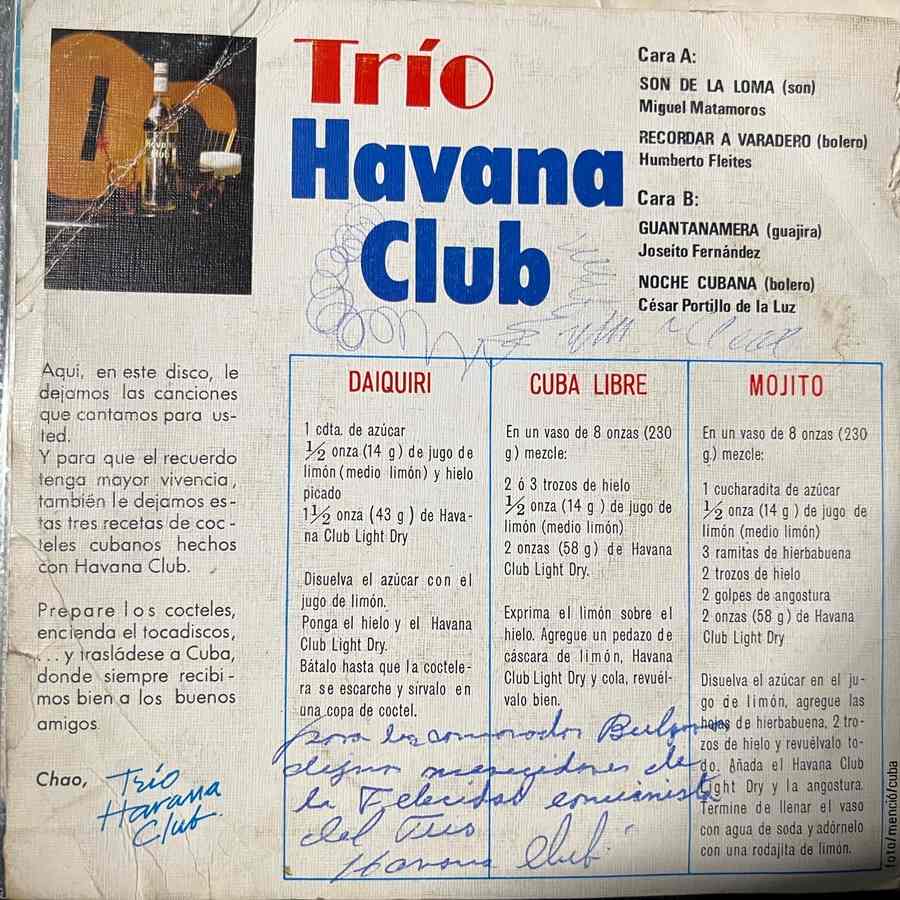 Trío
Havana
Club
Cara A:
SON DE LA LOMA (son)
Miguel Matamoros
RECORDAR A VARADERO (bolero)
Humberto Fleites
Cara B:
GUANTANAMERA (guajira)
Joseito Fernández
NOCHE CUBANA (bolero)
César Portillo de la Luz
Aqui, en este disco, le
dejamos las canciones
que cantamos para us-
ted.
Y para que el recuerdo
tenga mayor vivencia,
también le dejamos es-
tas tres recetas de coc-
teles cubanos hechos
con Havana Club.
Prepare los cocteles,
encienda el tocadiscos,
... y trasládese a Cuba,
donde siempre recibi-
mos bien a los buenos
amigos
Chao,
Trío
Havana
Club.
DAIQUIRI
1 cdta. de azúcar
1/2 onza (14 g) de jugo de
limón (medio limón) y hielo
picado
1 1/2 onza (43 g) de Hava-
na Club Light Dry
Disuelva el azúcar con el
jugo de limón.
Ponga el hielo y el Havana
Club Light Dry.
Bátalo hasta que la coctele-
ra se escarche y sirvalo en
una copa de coctel.
CUBA LIBRE
En un vaso de 8 onzas (230
g) mezcle:
2 ó 3 trozos de hielo
1/2 onza (14 g) de jugo de
limón (medio limón)
2 onzas (58 g) de Havana
Club Light Dry.
Exprima el limón sobre el
hielo. Agregue un pedazo de
cáscara de limón, Havana
Club Light Dry y cola, revuél-
valo bien.
MOJITO
En un vaso de 8 onzas (230
g) mezcle:
1 cucharadita de azúcar
1/2 onza (14 g) de jugo de
limón (medio limón)
3 ramitas de hierbabuena
2 trozos de hielo
2 golpes de angostura
2 onzas (58 g) de Havana
Club Light Dry
Disuelva el azúcar en el ju-
go de limón, agregue las
hojas de hierbabuena, 2 tro-
zos de hielo y revuélvalo to-
do. Añada el Havana Club
Light Dry y la angostura.
Termine de llenar el vaso
con agua de soda y adórnelo
con una rodajita de limón.
para los
de
la
del Trio
Havana Club
foto/menció/cuba